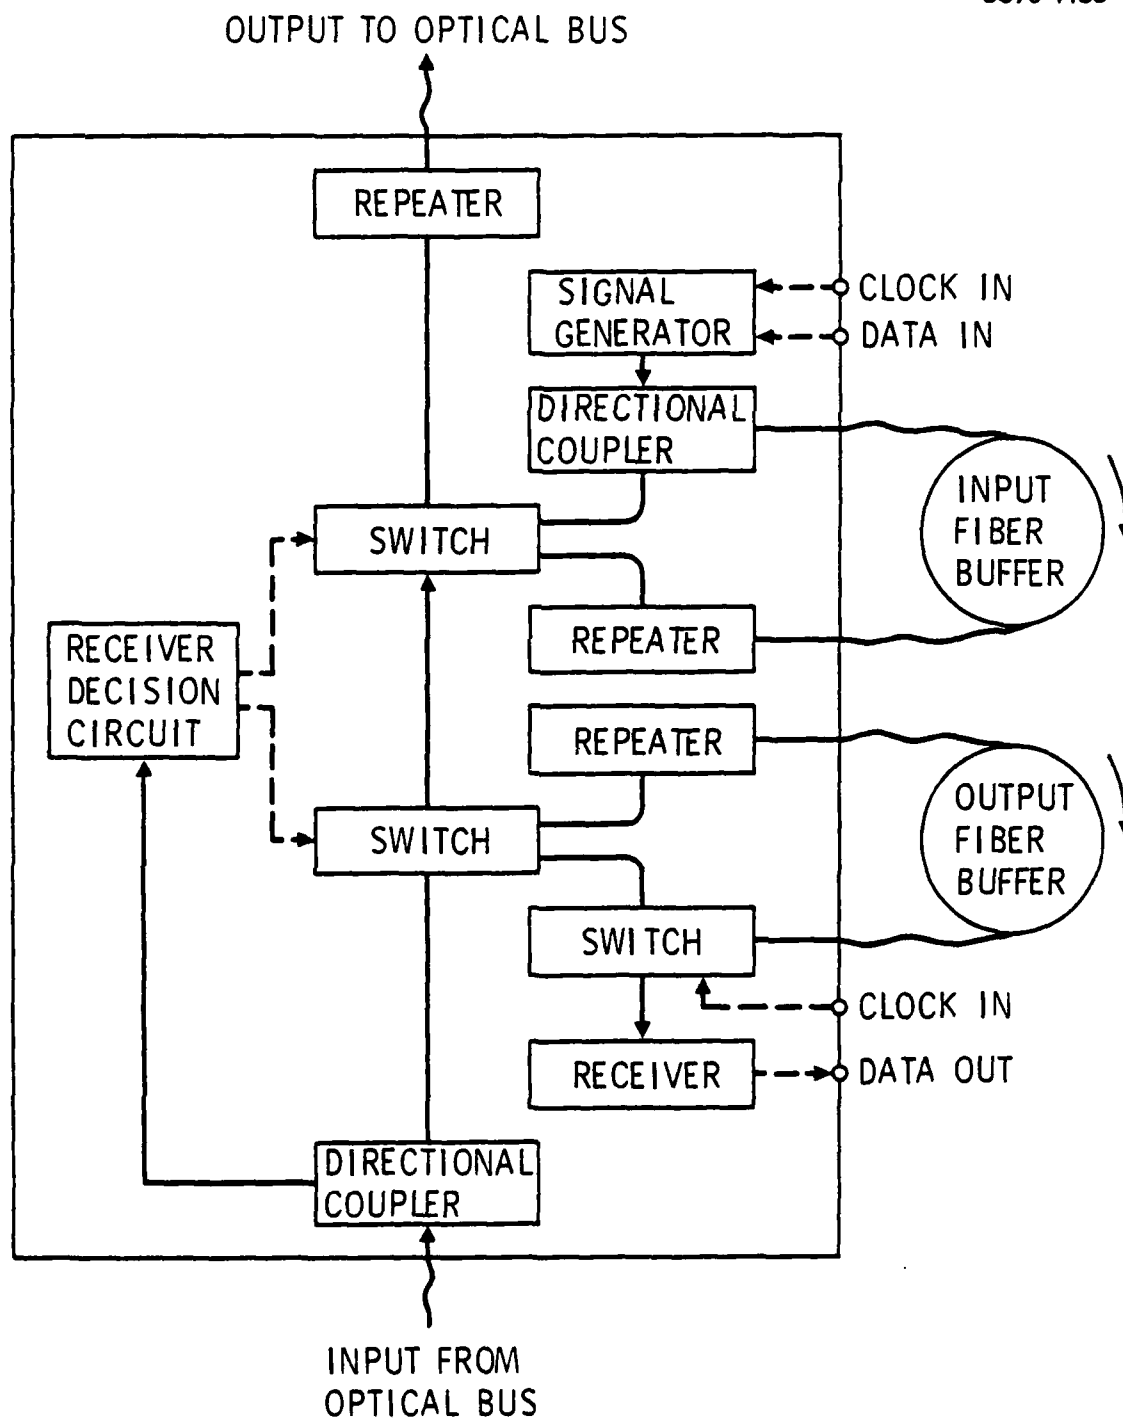 OUTPUT TO OPTICAL BUS
REPEATER
SIGNAL
GENERATOR
CLOCK IN
DATA IN
DIRECTIONAL
COUPLER
INPUT
FIBER
BUFFER
SWITCH
REPEATER
RECEIVER
DECISION
CIRCUIT
REPEATER
OUTPUT
FIBER
BUFFER
SWITCH
SWITCH
CLOCK IN
RECEIVER
DATA OUT
DIRECTIONAL
COUPLER
INPUT FROM
OPTICAL BUS